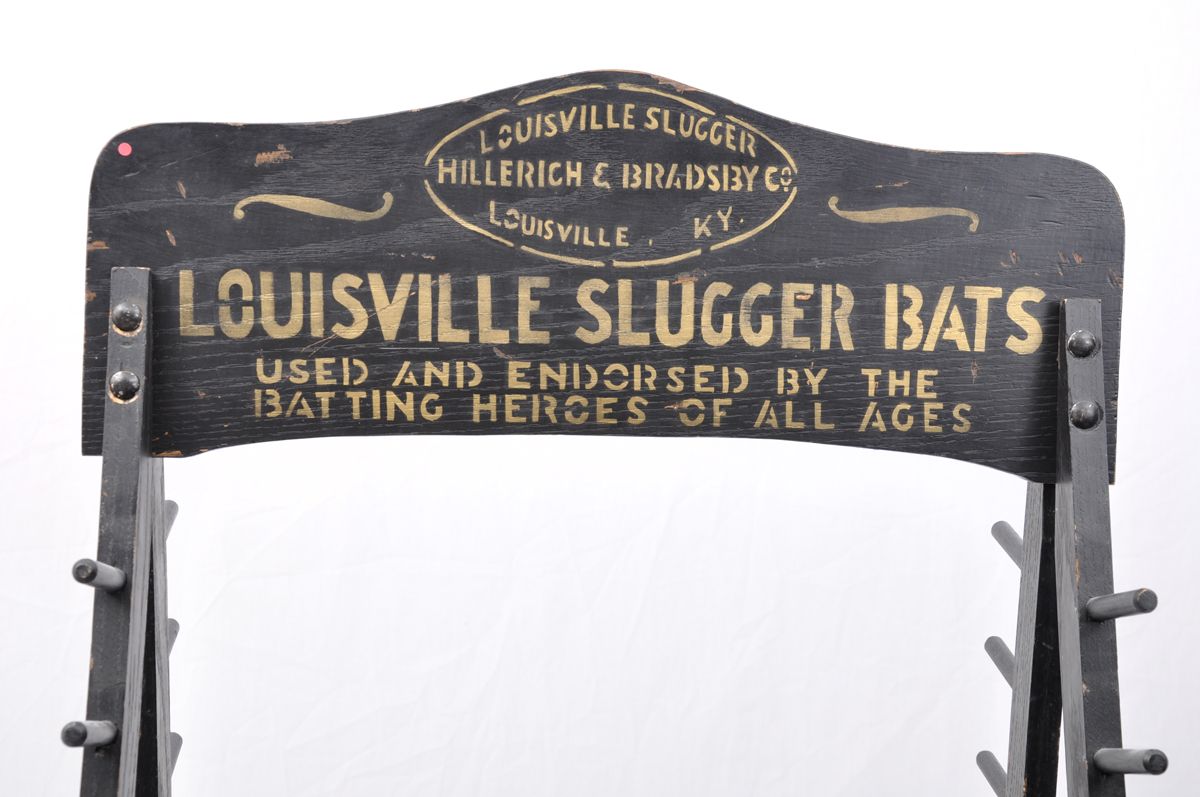 LOUISVILLE SLUGGER
HILLERICH & BRADSBY CO
LOUISVILLE, KY.
LOUISVILLE SLUGGER BATS
USED AND ENDORSED BY THE
BATTING HEROES OF ALL AGES